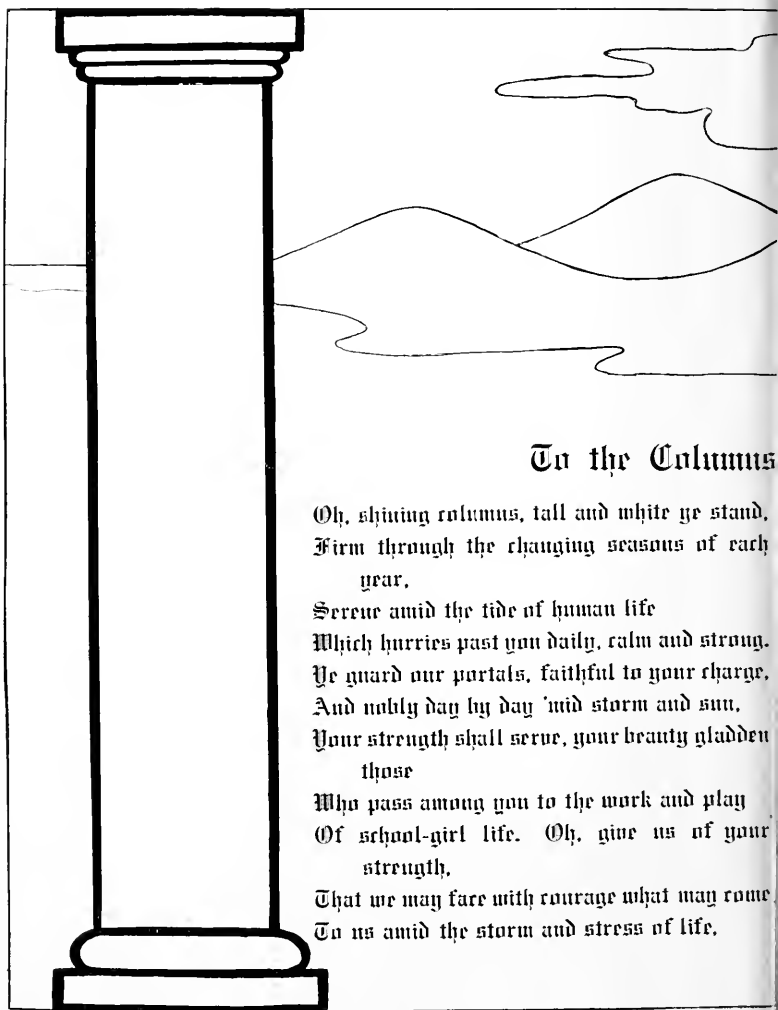 To the Columns
Oh, shining columns, tall and white ye stand,
Firm through the changing seasons of each
year,
Serene amid the tide of human life
Which hurries past you daily, calm and strong.
Ye guard our portals, faithful to your charge,
And nobly day by day 'mid storm and sun,
Your strength shall serve, your beauty gladden
those
Who pass among you to the work and play
Of school-girl life. Oh, give us of your
strength,
That we may face with courage what may come
To us amid the storm and stress of life,